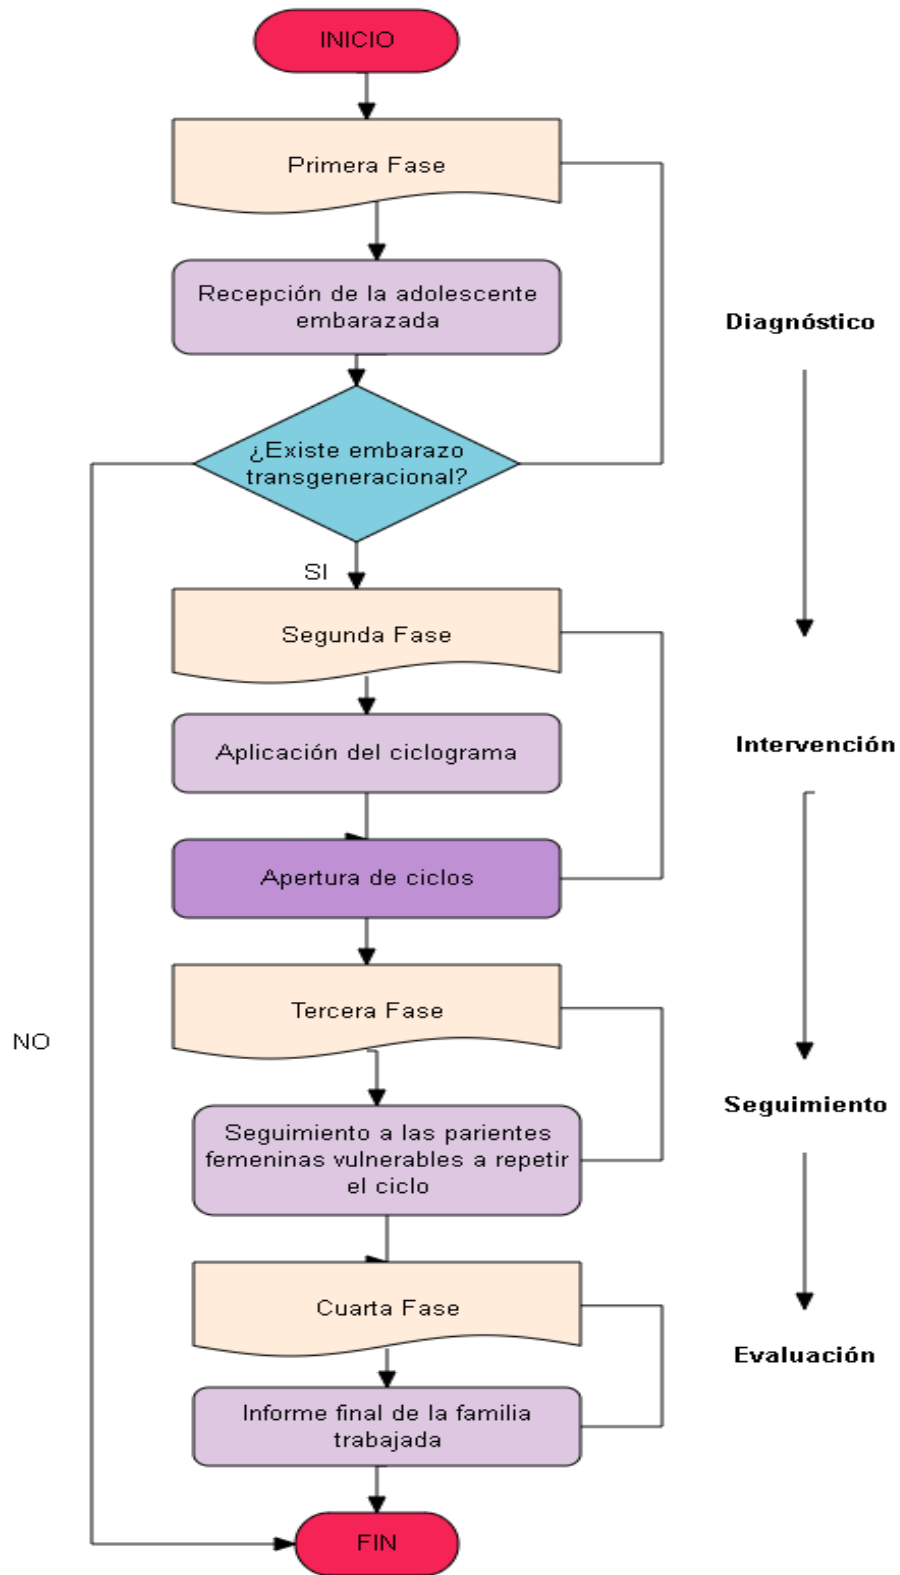 INICIO
Primera Fase
Recepción de la adolescente
embarazada
Diagnóstico
¿Existe embarazo
transgeneracional?
SI
Segunda Fase
Aplicación del ciclograma
Intervención
Apertura de ciclos
Tercera Fase
NO
Seguimiento
Seguimiento a las parientes
femeninas vulnerables a repetir
el ciclo
Cuarta Fase
Evaluación
Informe final de la familia
trabajada
FIN